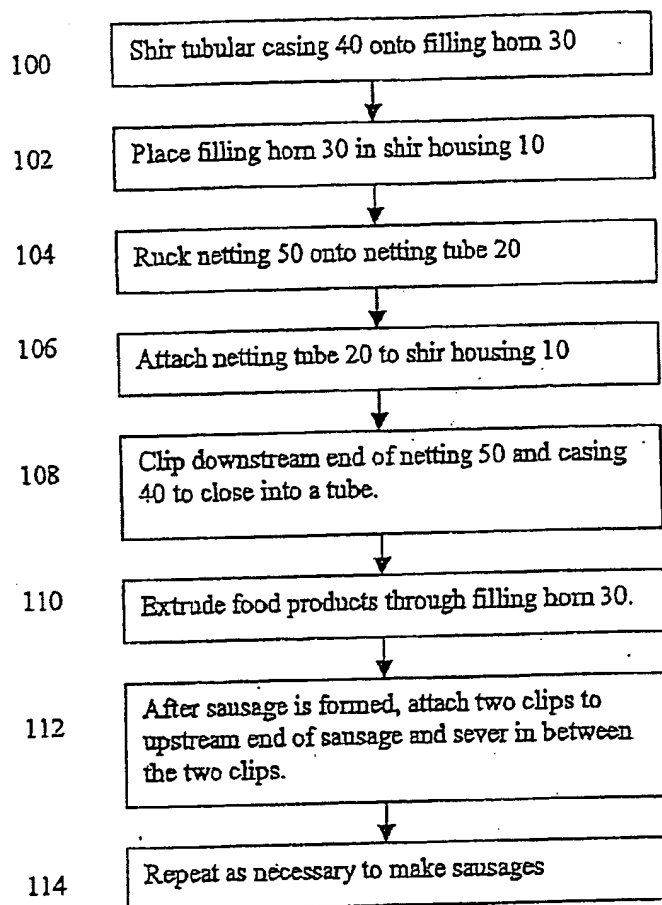 100 Shir tubular casing 40 onto filling horn 30
102 Place filling horn 30 in shir housing 10
104 Ruck netting 50 onto netting tube 20
106 Attach netting tube 20 to shir housing 10
108 Clip downstream end of netting 50 and casing
40 to close into a tube.
110 Extrude food products through filling horn 30.
After sausage is formed, attach two clips to
112 upstream end of sausage and sever in between
the two clips.
114 Repeat as necessary to make sausages